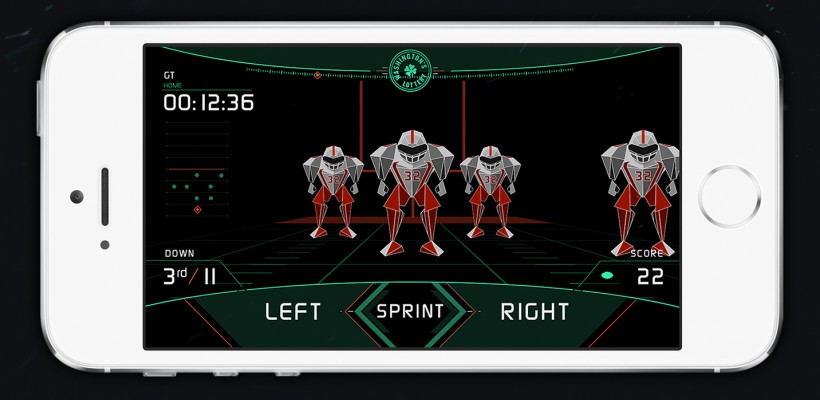 GT
HOME
00:12:36
WASHINGTON'S
LOTTERY
32
32
32
32
DOWN
3rd/11
SCORE
22
LEFT
SPRINT
RIGHT